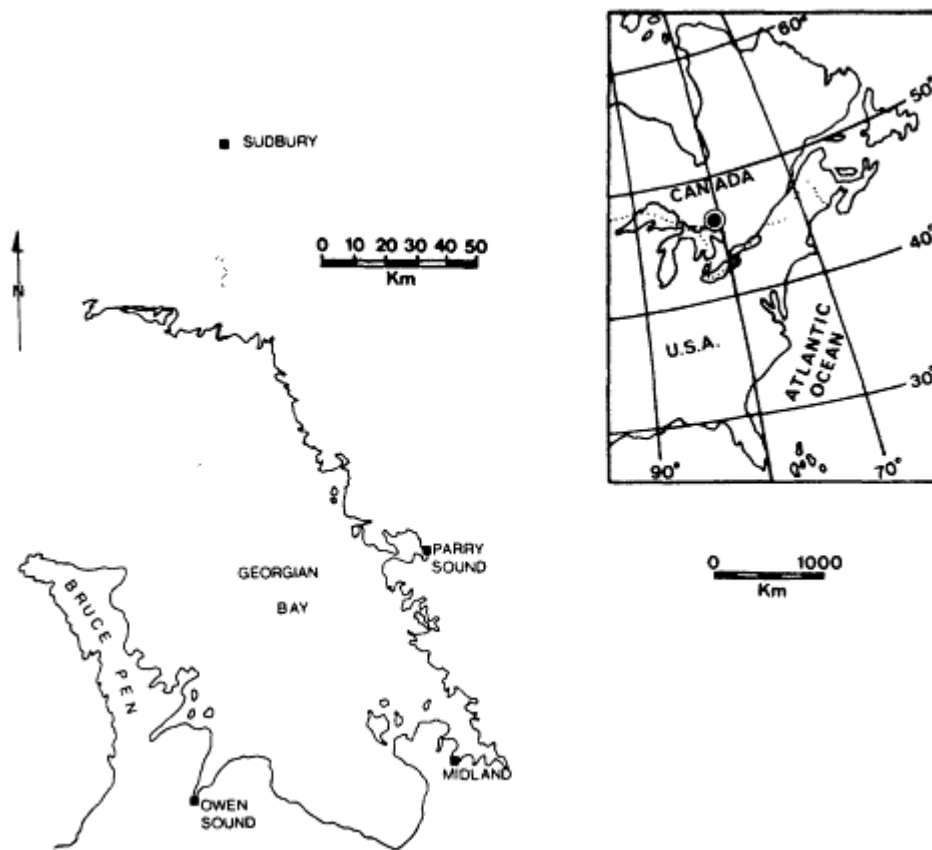 SUDBURY
0 10 20 30 40 50
Km
N
PARRY
SOUND
GEORGIAN
BAY
BRUCE PEN
MIDLAND
OWEN
SOUND
60°
50°
CANADA
40°
U.S.A.
ATLANTIC
OCEAN
30°
90°
70°
0 1000
Km